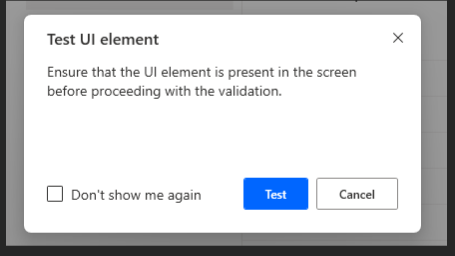 Test UI element
Ensure that the UI element is present in the screen
before proceeding with the validation.
Don't show me again
Test
Cancel